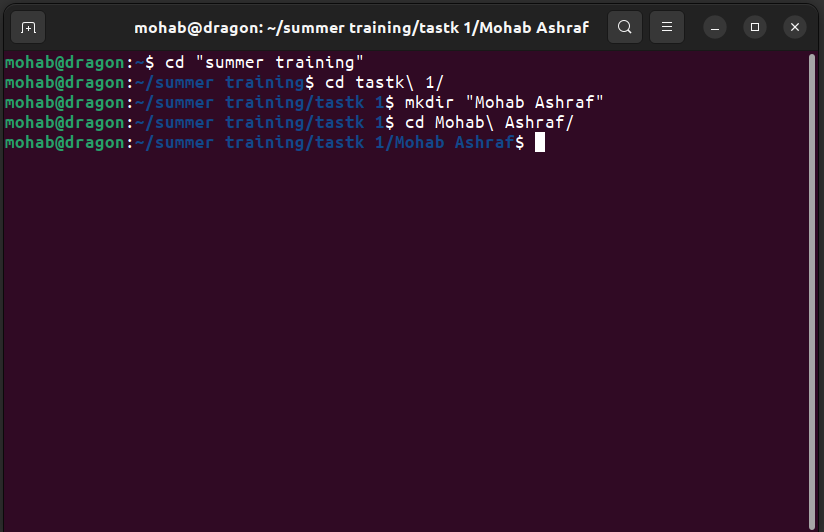 mohab@dragon: ~/summer training/tastk 1/Mohab Ashraf
mohab@dragon:~$ cd "summer training"
mohab@dragon:~/summer training$ cd tastk\ 1/
mohab@dragon:~/summer training/tastk 1$ mkdir "Mohab Ashraf"
mohab@dragon:~/summer training/tastk 1$ cd Mohab\ Ashraf/
mohab@dragon:~/summer training/tastk 1/Mohab Ashraf$